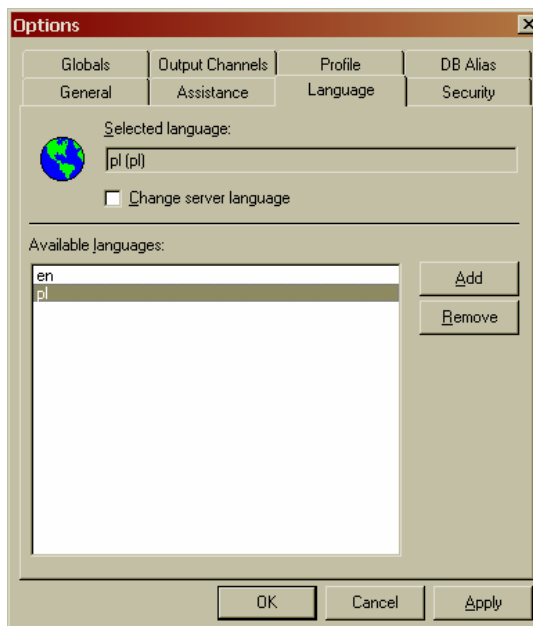 Options
Globals
Output Channels
Profile
DB Alias
General
Assistance
Language
Security
Selected language:
pl (pl)
Change server language
Available languages:
en
pl
Add
Remove
OK
Cancel
Apply